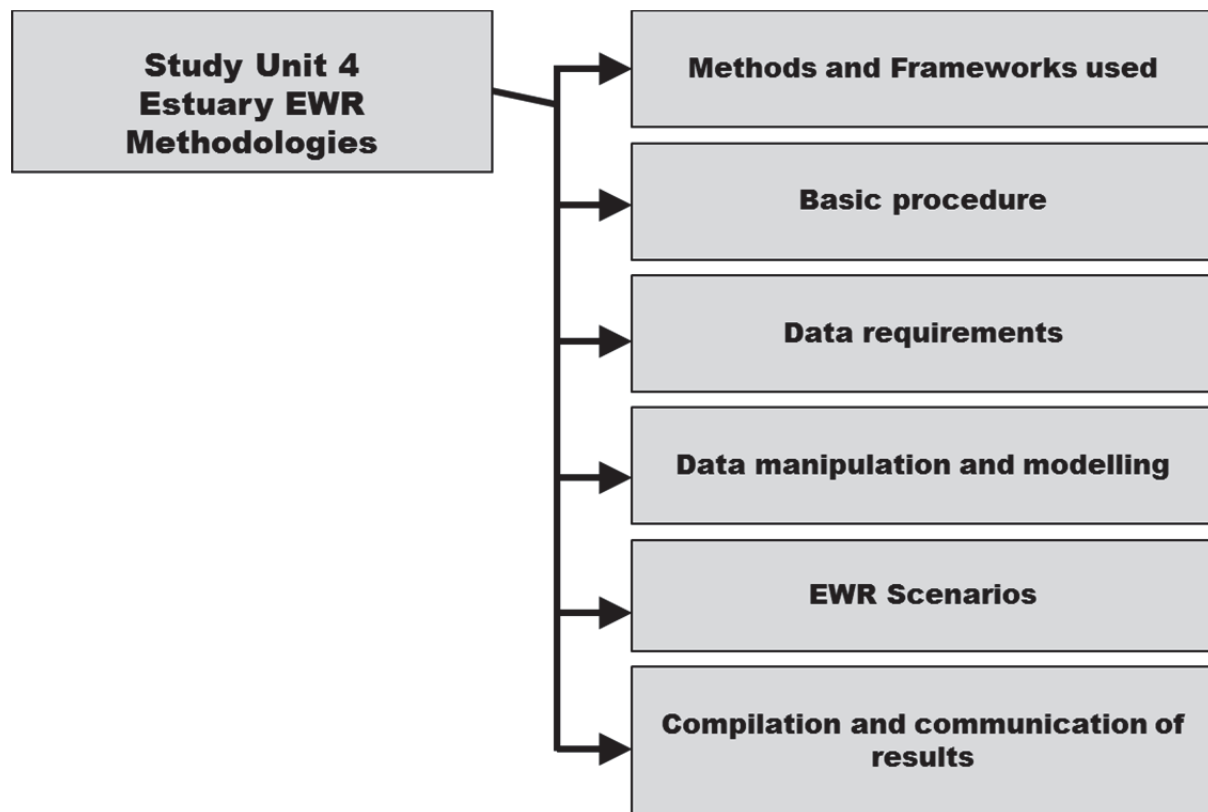 Study Unit 4
Estuary EWR
Methodologies
Methods and Frameworks used
Basic procedure
Data requirements
Data manipulation and modelling
EWR Scenarios
Compilation and communication of
results